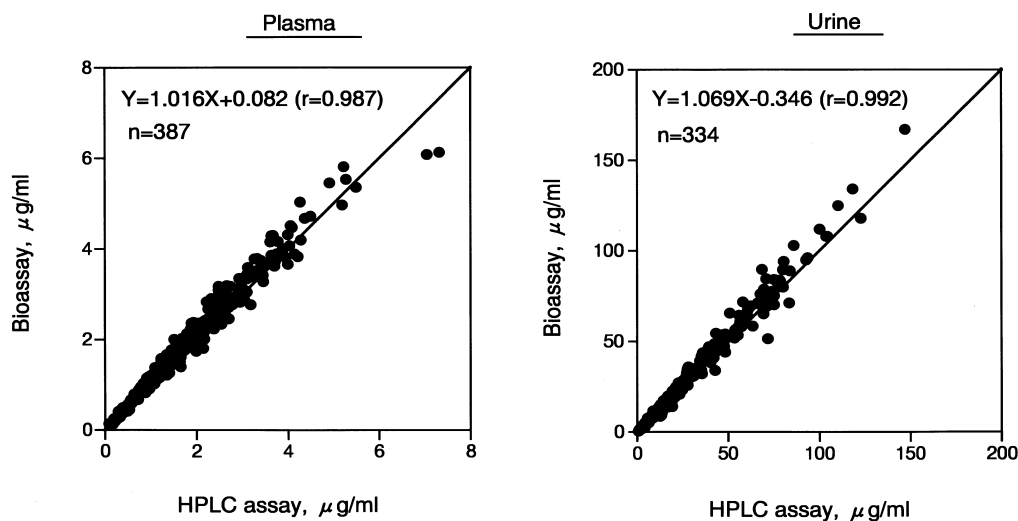 Plasma
Y=1.016X+0.082 (r=0.987)
n=387
8
6
4
2
0
0 2 4 6 8
Bioassay, μg/ml
HPLC assay, μg/ml
Urine
Y=1.069X−0.346 (r=0.992)
n=334
200
150
100
50
0
0 50 100 150 200
Bioassay, μg/ml
HPLC assay, μg/ml